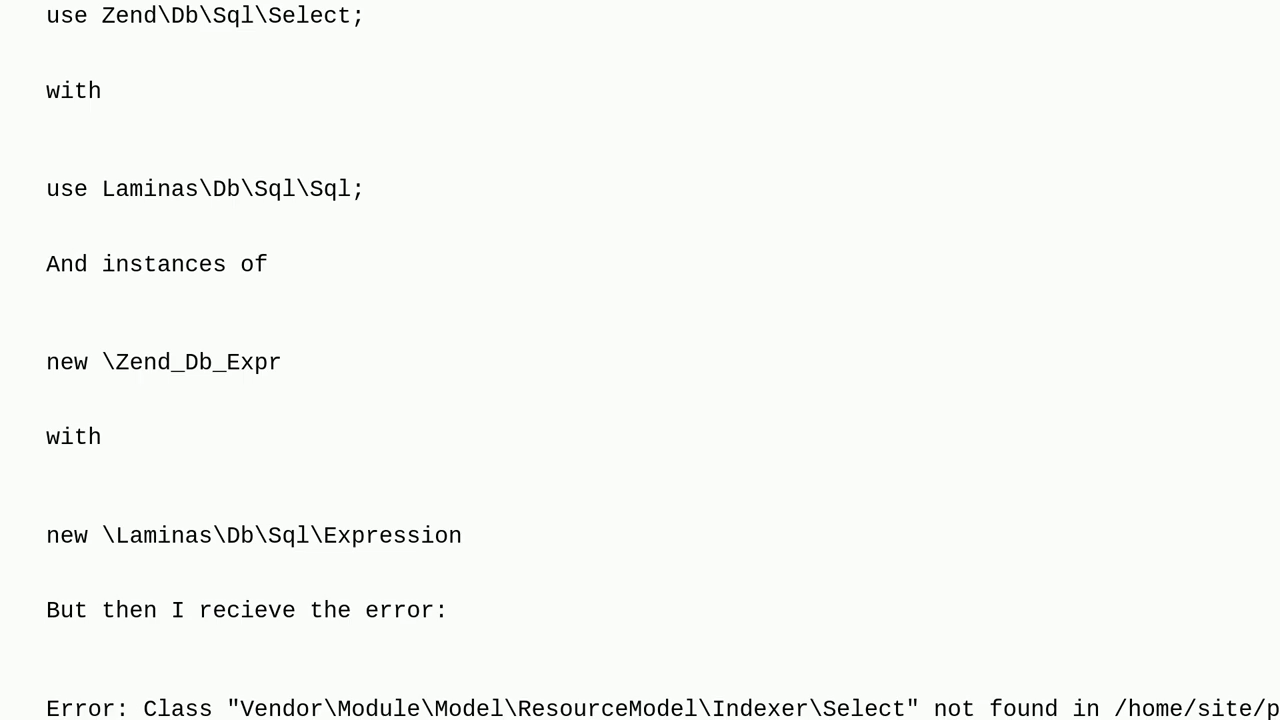 use Zend\Db\Sql\Select;
with
use Laminas\Db\Sql\Sql;
And instances of
new \Zend_Db_Expr
with
new \Laminas\Db\Sql\Expression
But then I recieve the error:
Error: Class "Vendor\Module\Model\ResourceModel\Indexer\Select" not found in /home/site/p